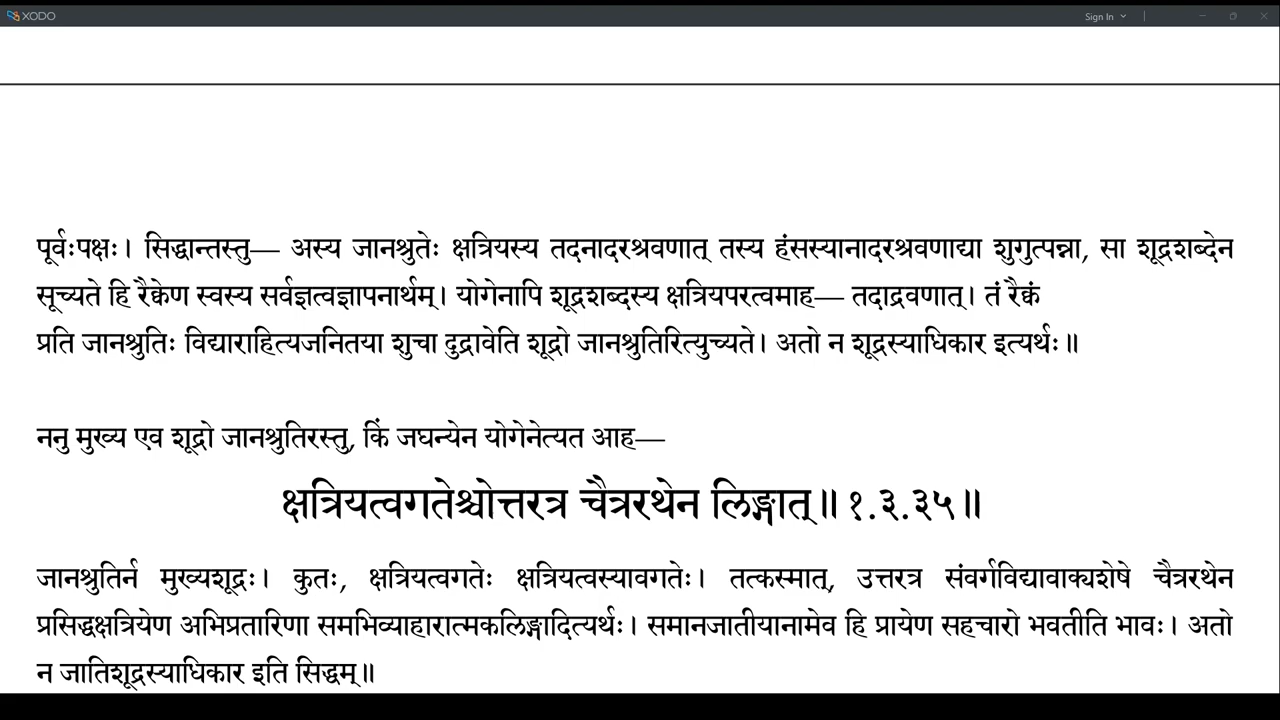 XODO
Sign In
पूर्वःपक्षः। सिद्धान्तस्तु— अस्य जानश्रुतेः क्षत्रियस्य तदनादरश्रवणात् तस्य हंसस्यानादरश्रवणाद्या शुगुत्पन्ना, सा शूद्रशब्देन
सूच्यते हि रैक्वेण स्वस्य सर्वज्ञत्वज्ञापनार्थम्। योगेनापि शूद्रशब्दस्य क्षत्रियपरत्वमाह— तदाद्रवणात्। तं रैक्वं
प्रति जानश्रुतिः विद्याराहित्यजनितया शुचा दुद्रावेति शूद्रो जानश्रुतिरित्युच्यते। अतो न शूद्रस्याधिकार इत्यर्थः॥
ननु मुख्य एव शूद्रो जानश्रुतिरस्तु, किं जघन्येन योगेनेत्यत आह—
क्षत्रियत्वगतेश्चोत्तरत्र चैत्ररथेन लिङ्गात्॥ १.३.३५॥
जानश्रुतिर्न मुख्यशूद्रः। कुतः, क्षत्रियत्वगतेः क्षत्रियत्वस्यावगतेः। तत्कस्मात्, उत्तरत्र संवर्गविद्यावाक्यशेषे चैत्ररथेन
प्रसिद्धक्षत्रियेण अभिप्रतारिणा समभिव्याहारात्मकलिङ्गादित्यर्थः। समानजातीयानामेव हि प्रायेण सहचारो भवतीति भावः। अतो
न जातिशूद्रस्याधिकार इति सिद्धम्॥